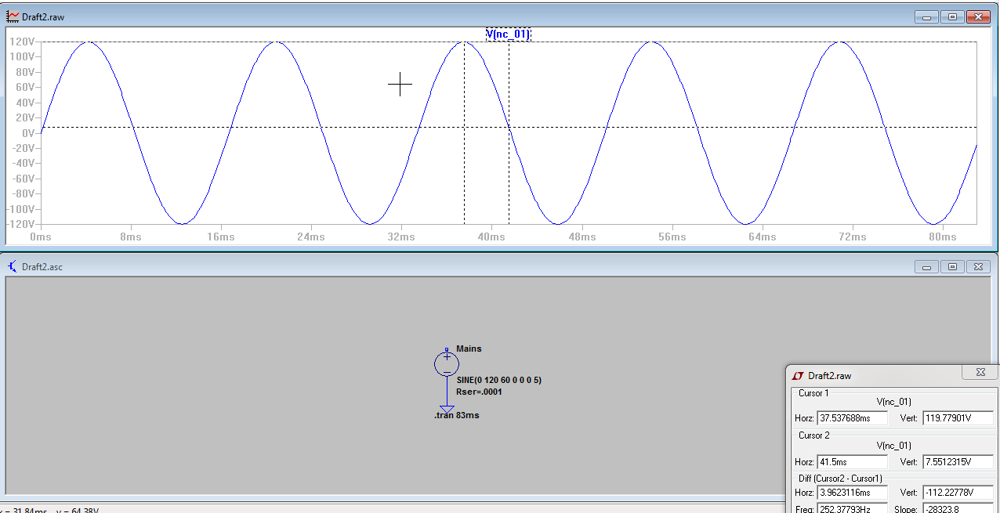 Draft2.raw
V(nc_01)
120V
100V
80V
60V
40V
20V
0V
-20V
-40V
-60V
-80V
-100V
-120V
0ms 8ms 16ms 24ms 32ms 40ms 48ms 56ms 64ms 72ms 80ms
Draft2.asc
Mains
SINE(0 120 60 0 0 0 5)
Rser=.0001
.tran 83ms
Draft2.raw
Cursor 1
V(nc_01)
Horz: 37.537688ms Vert: 119.77901V
Cursor 2
V(nc_01)
Horz: 41.5ms Vert: 7.5512315V
Diff (Cursor2 - Cursor1)
Horz: 3.9623116ms Vert: -112.22778V
Freq: 252.37793Hz Slope: -28323.8
x = 31.84ms y = 64.38V